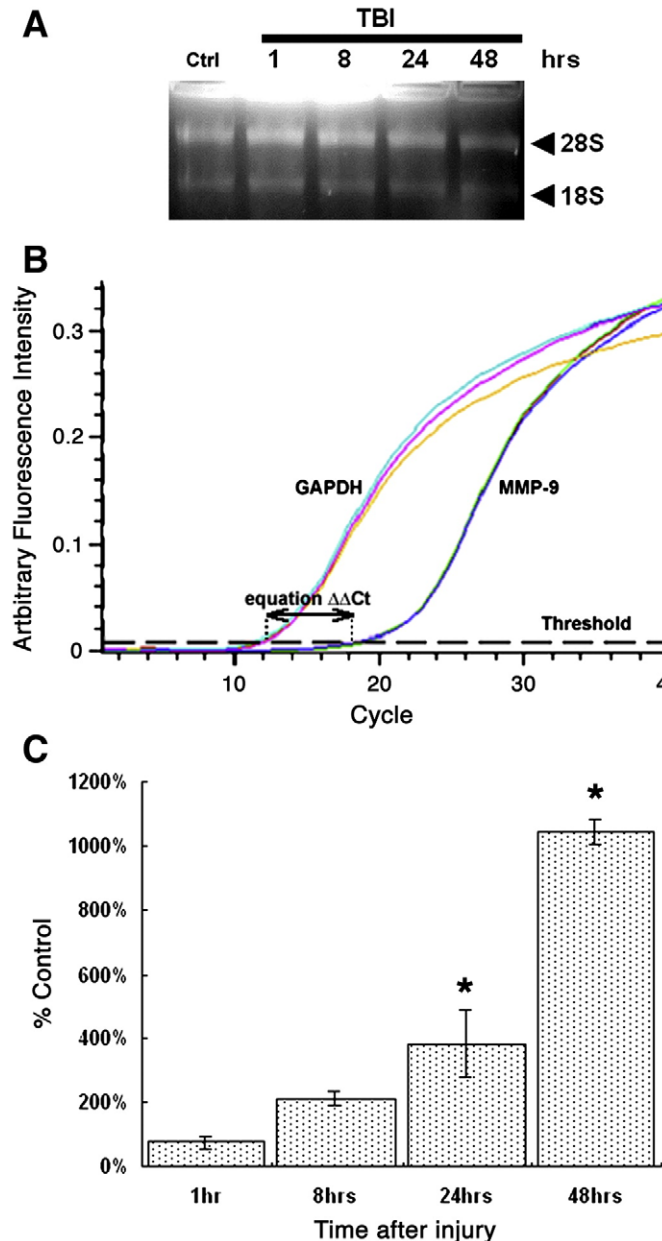 A
TBI
Ctrl 1 8 24 48 hrs
28S
18S
B
Artbitrary Fluorescence Intensity
0.3
0.2
0.1
0
GAPDH
MMP-9
equation ΔΔCt
Threshold
10 20 30 4
Cycle
C
% Control
1200%
1000%
800%
600%
400%
200%
0%
*
*
1hr 8hrs 24hrs 48hrs
Time after injury